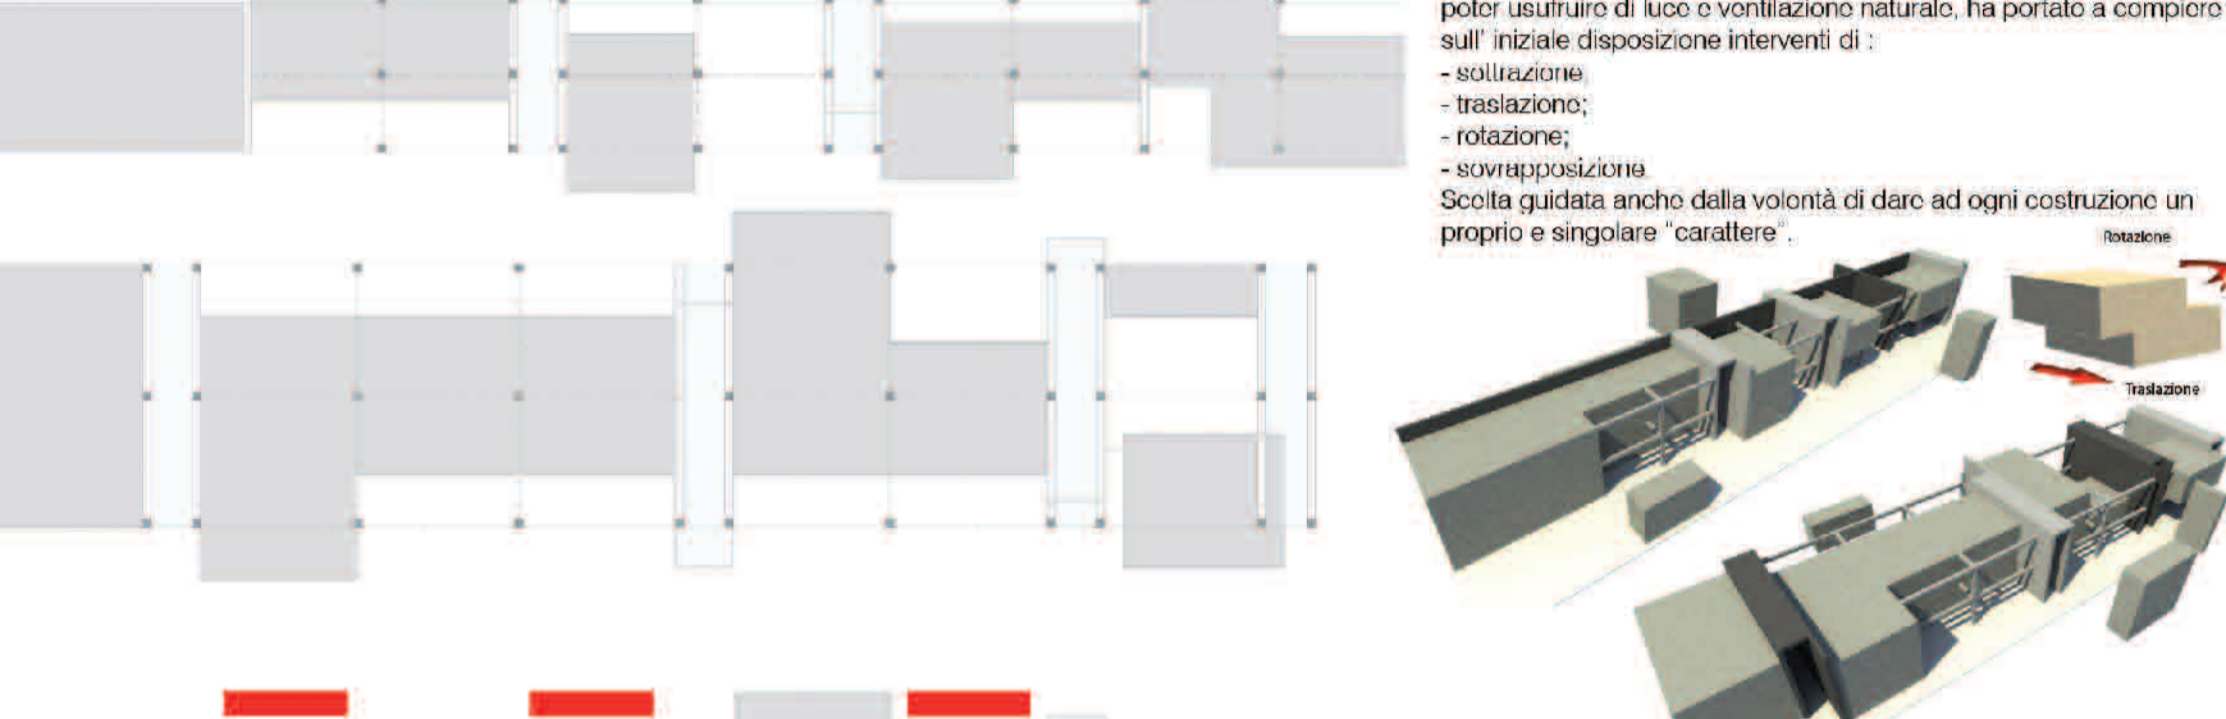 poter usufruire di luce e ventilazione naturale, ha portato a compiere
sull' iniziale disposizione interventi di :
- sottrazione
- traslazione;
- rotazione;
- sovrapposizione
Scelta guidata anche dalla volontà di dare ad ogni costruzione un
proprio e singolare "carattere".
Rotazione
Traslazione